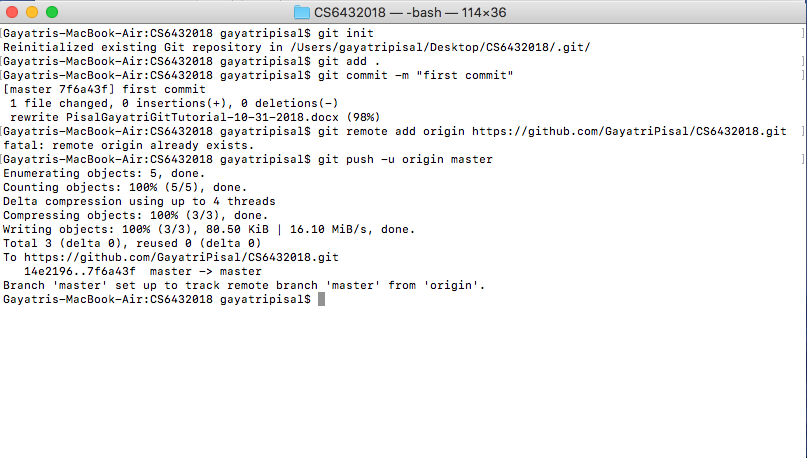 CS6432018 — -bash — 114×36
[Gayatris-MacBook-Air:CS6432018 gayatripisal$ git init ]
Reinitialized existing Git repository in /Users/gayatripisal/Desktop/CS6432018/.git/
[Gayatris-MacBook-Air:CS6432018 gayatripisal$ git add . ]
[Gayatris-MacBook-Air:CS6432018 gayatripisal$ git commit -m "first commit" ]
[master 7f6a43f] first commit
 1 file changed, 0 insertions(+), 0 deletions(-)
 rewrite PisalGayatriGitTutorial-10-31-2018.docx (98%)
[Gayatris-MacBook-Air:CS6432018 gayatripisal$ git remote add origin https://github.com/GayatriPisal/CS6432018.git ]
fatal: remote origin already exists.
[Gayatris-MacBook-Air:CS6432018 gayatripisal$ git push -u origin master ]
Enumerating objects: 5, done.
Counting objects: 100% (5/5), done.
Delta compression using up to 4 threads
Compressing objects: 100% (3/3), done.
Writing objects: 100% (3/3), 80.50 KiB | 16.10 MiB/s, done.
Total 3 (delta 0), reused 0 (delta 0)
To https://github.com/GayatriPisal/CS6432018.git
   14e2196..7f6a43f  master -> master
Branch 'master' set up to track remote branch 'master' from 'origin'.
Gayatris-MacBook-Air:CS6432018 gayatripisal$